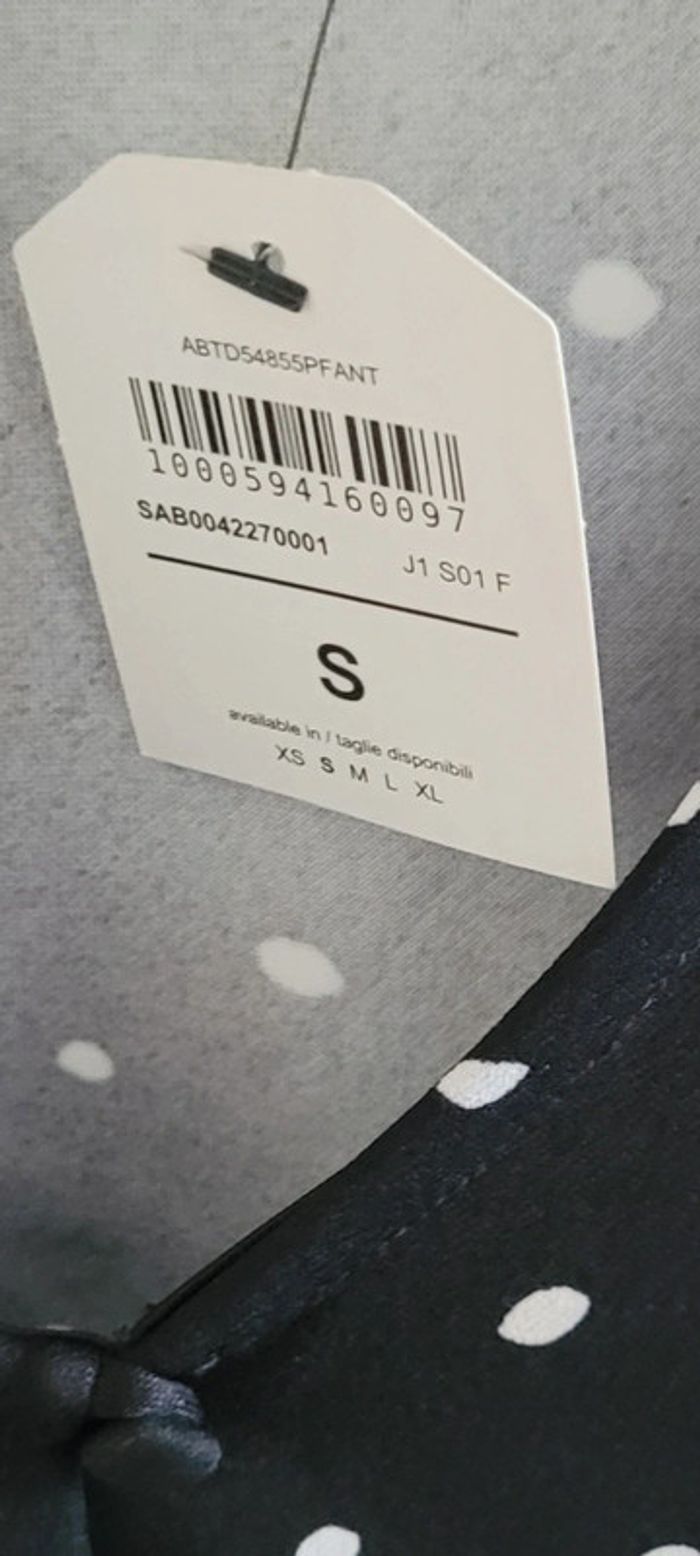 ABTD54855PFANT
1000594160097
SAB0042270001 J1 S01 F
S
available in / taglie disponibili
XS S M L XL